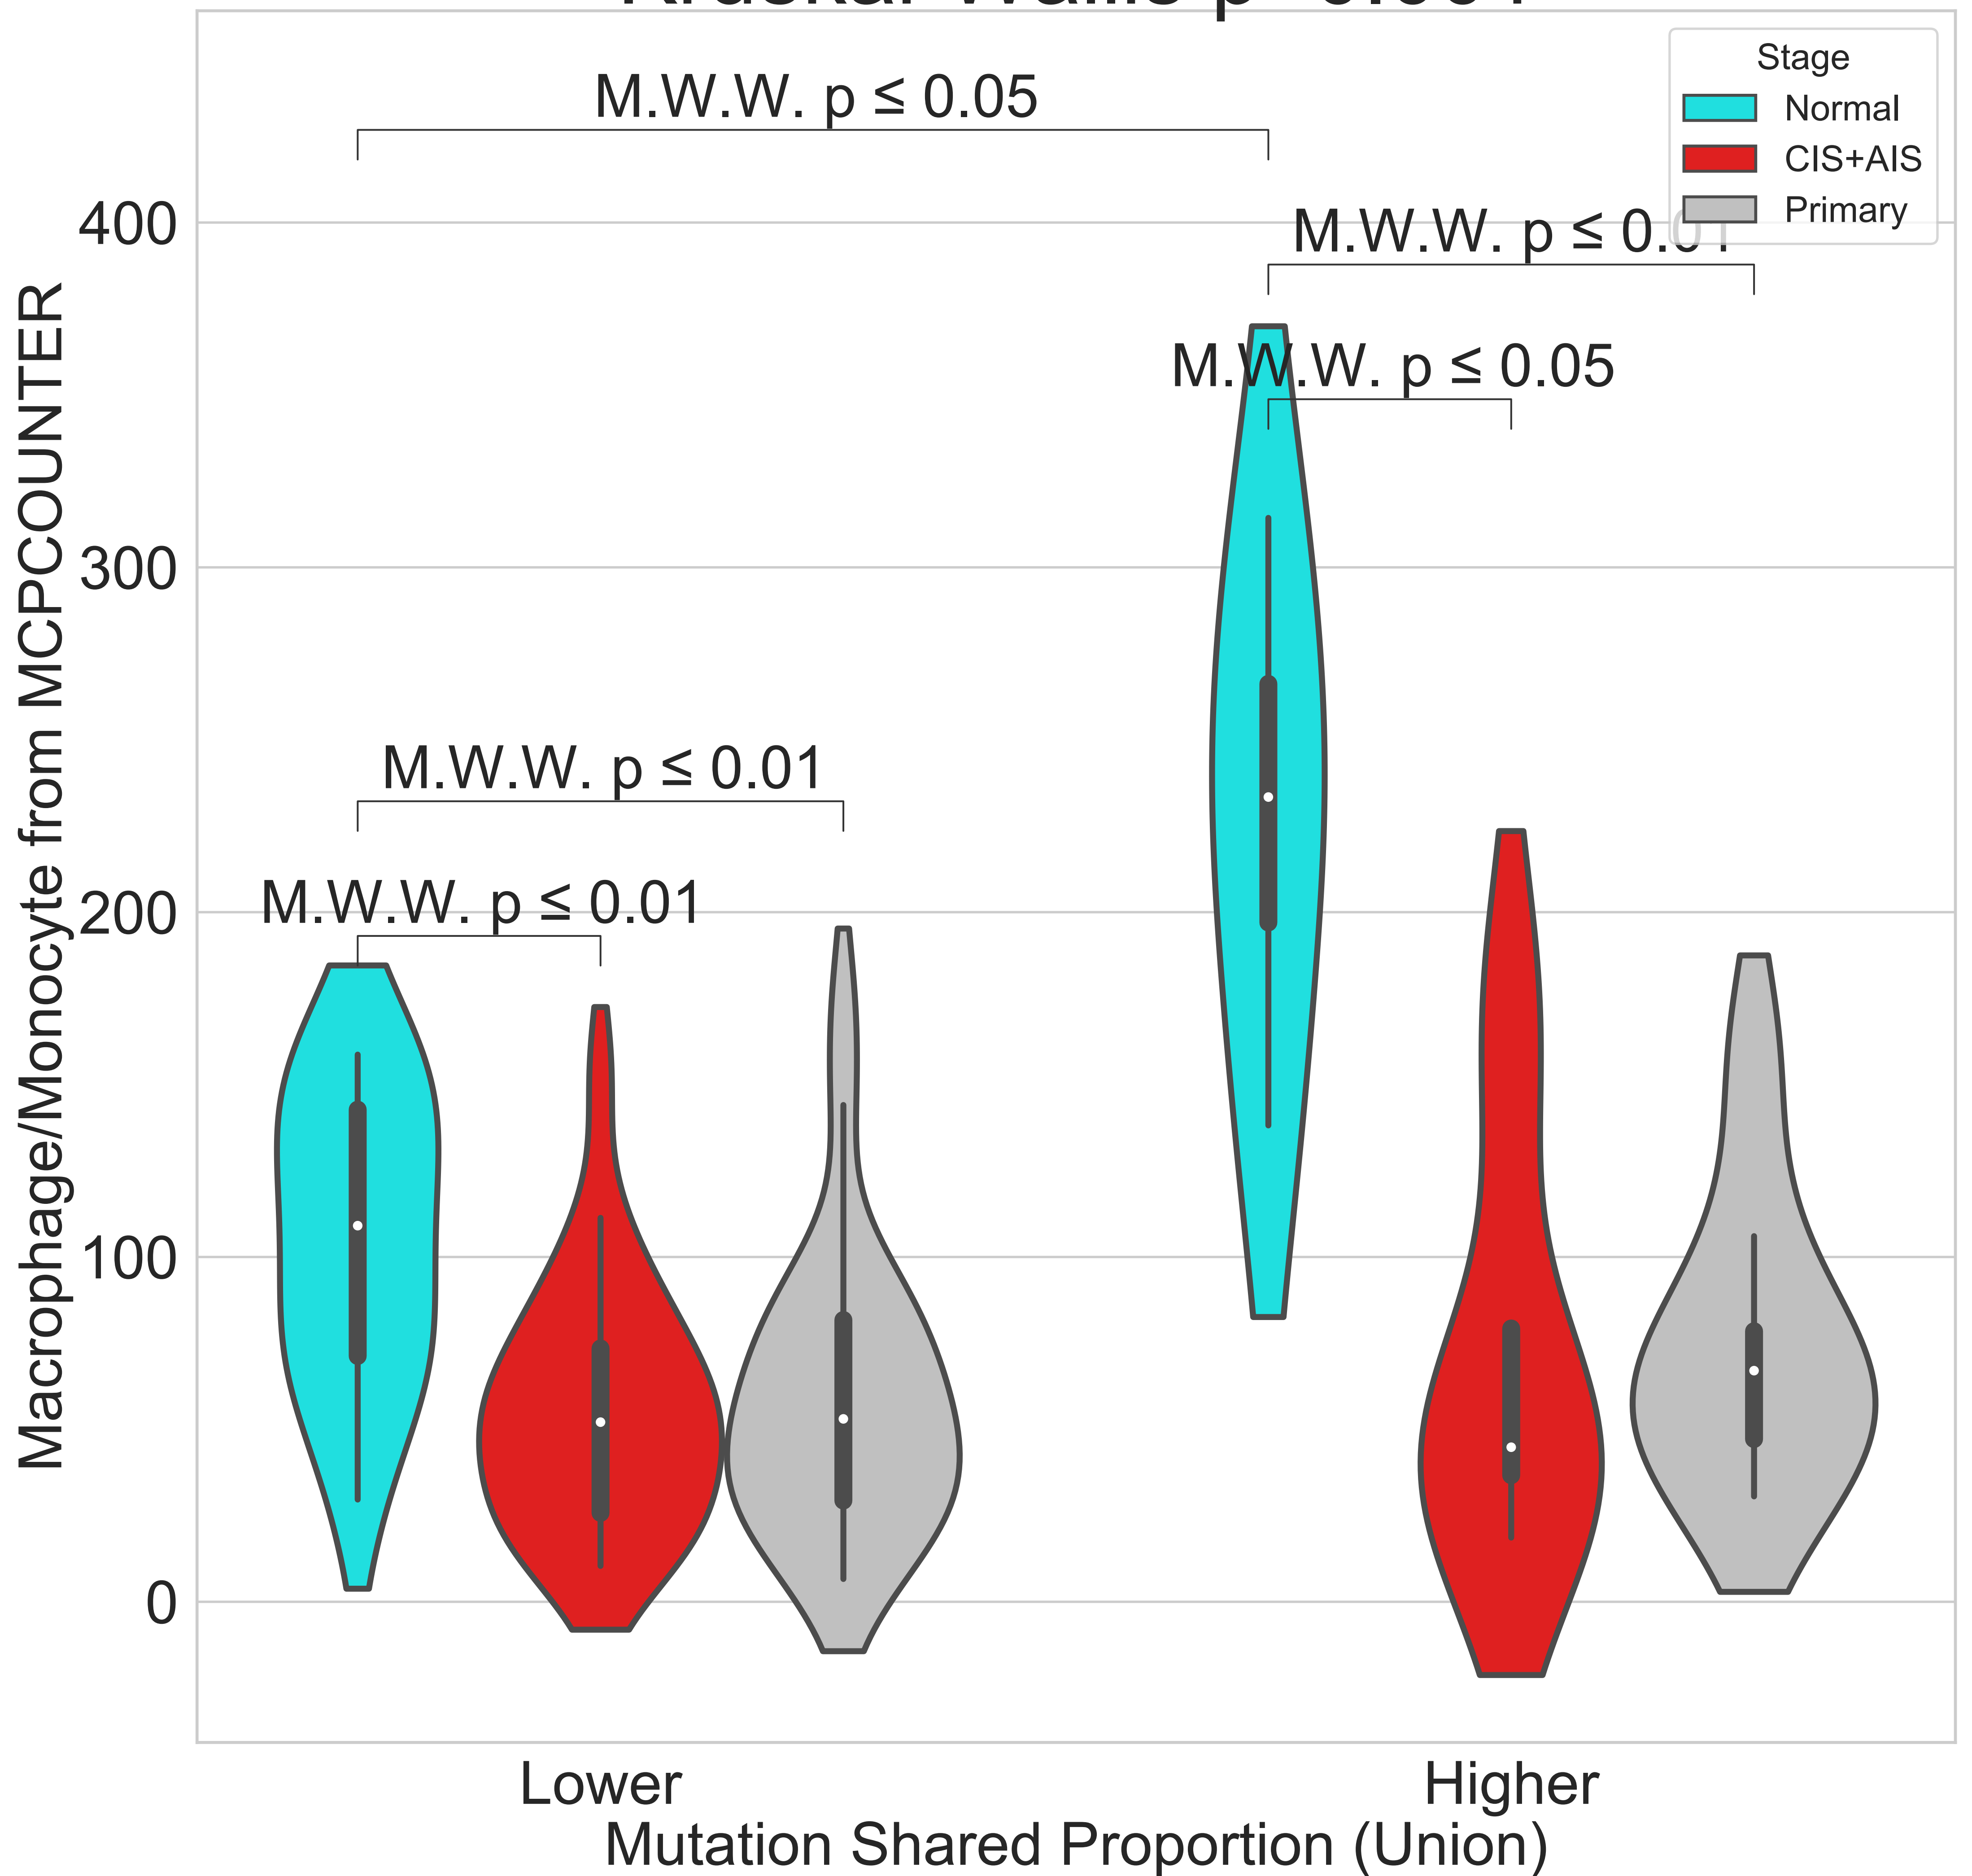 M.W.W. p ≤ 0.05
Stage
Normal
CIS+AIS
Primary
M.W.W. p ≤ 0.01
M.W.W. p ≤ 0.05
M.W.W. p ≤ 0.01
M.W.W. p ≤ 0.01
400
300
200
100
0
Macrophage/Monocyte from MCPCOUNTER
Lower
Higher
Mutation Shared Proportion (Union)